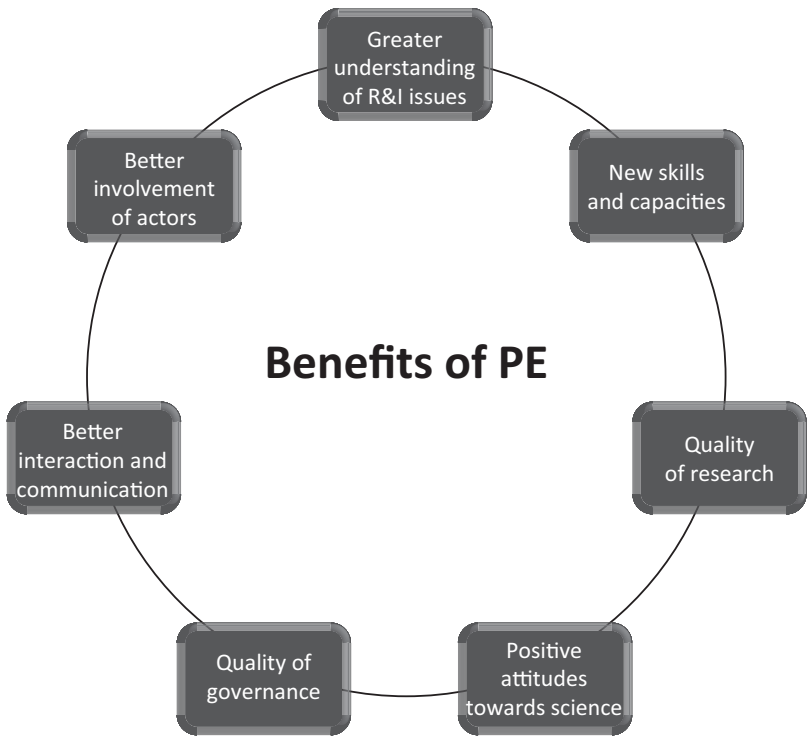 Greater
understanding
of R&I issues
New skills
and capacities
Quality
of research
Positive
attitudes
towards science
Quality of
governance
Better
interaction and
communication
Better
involvement
of actors
Benefits of PE